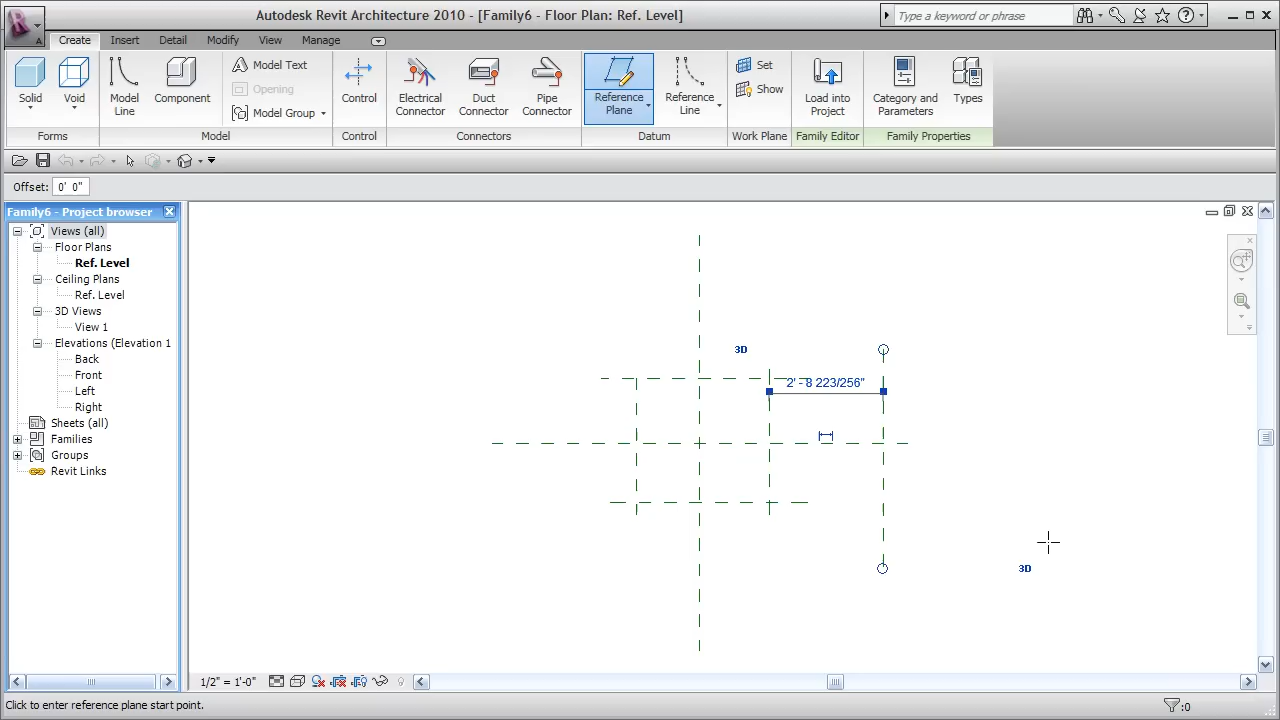 Autodesk Revit Architecture 2010 - [Family6 - Floor Plan: Ref. Level]
Type a keyword or phrase
A
Create Insert Detail Modify View Manage
Solid
Void
Forms
Model Line
Component
Model Text
Opening
Model Group
Model
Control
Control
Electrical Connector
Duct Connector
Pipe Connector
Connectors
Reference Plane
Reference Line
Datum
Set
Show
Work Plane
Load into Project
Family Editor
Category and Parameters
Types
Family Properties
Offset: 0' 0"
Family6 - Project browser
Views (all)
Floor Plans
Ref. Level
Ceiling Plans
Ref. Level
3D Views
View 1
Elevations (Elevation 1
Back
Front
Left
Right
Sheets (all)
Families
Groups
Revit Links
3D
2' - 8 223/256"
3D
1/2" = 1'-0"
Click to enter reference plane start point.
:0